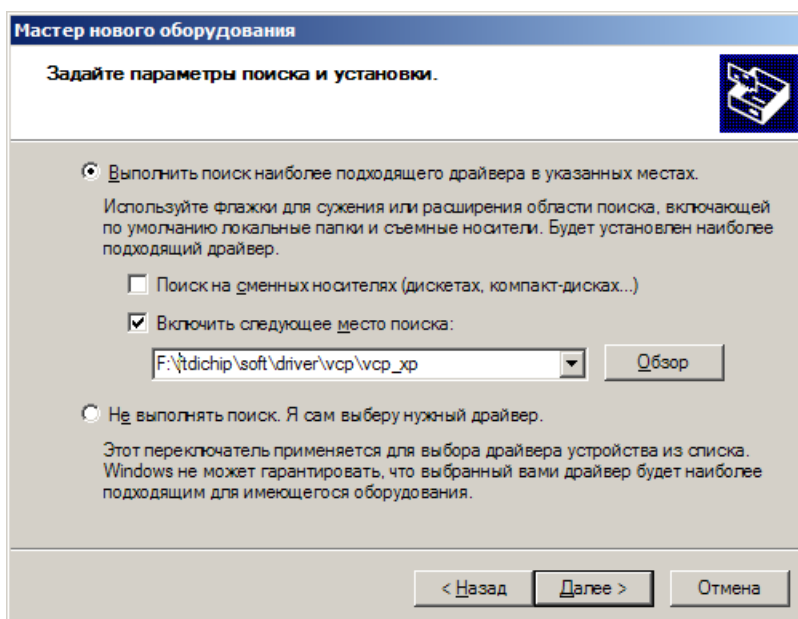 Мастер нового оборудования
Задайте параметры поиска и установки.
Выполнить поиск наиболее подходящего драйвера в указанных местах.
Используйте флажки для сужения или расширения области поиска, включающей
по умолчанию локальные папки и съемные носители. Будет установлен наиболее
подходящий драйвер.
Поиск на сменных носителях (дискетах, компакт-дисках...)
Включить следующее место поиска:
F:\ftdichip\soft\driver\vcp\vcp_xp
Обзор
Не выполнять поиск. Я сам выберу нужный драйвер.
Этот переключатель применяется для выбора драйвера устройства из списка.
Windows не может гарантировать, что выбранный вами драйвер будет наиболее
подходящим для имеющегося оборудования.
< Назад
Далее >
Отмена